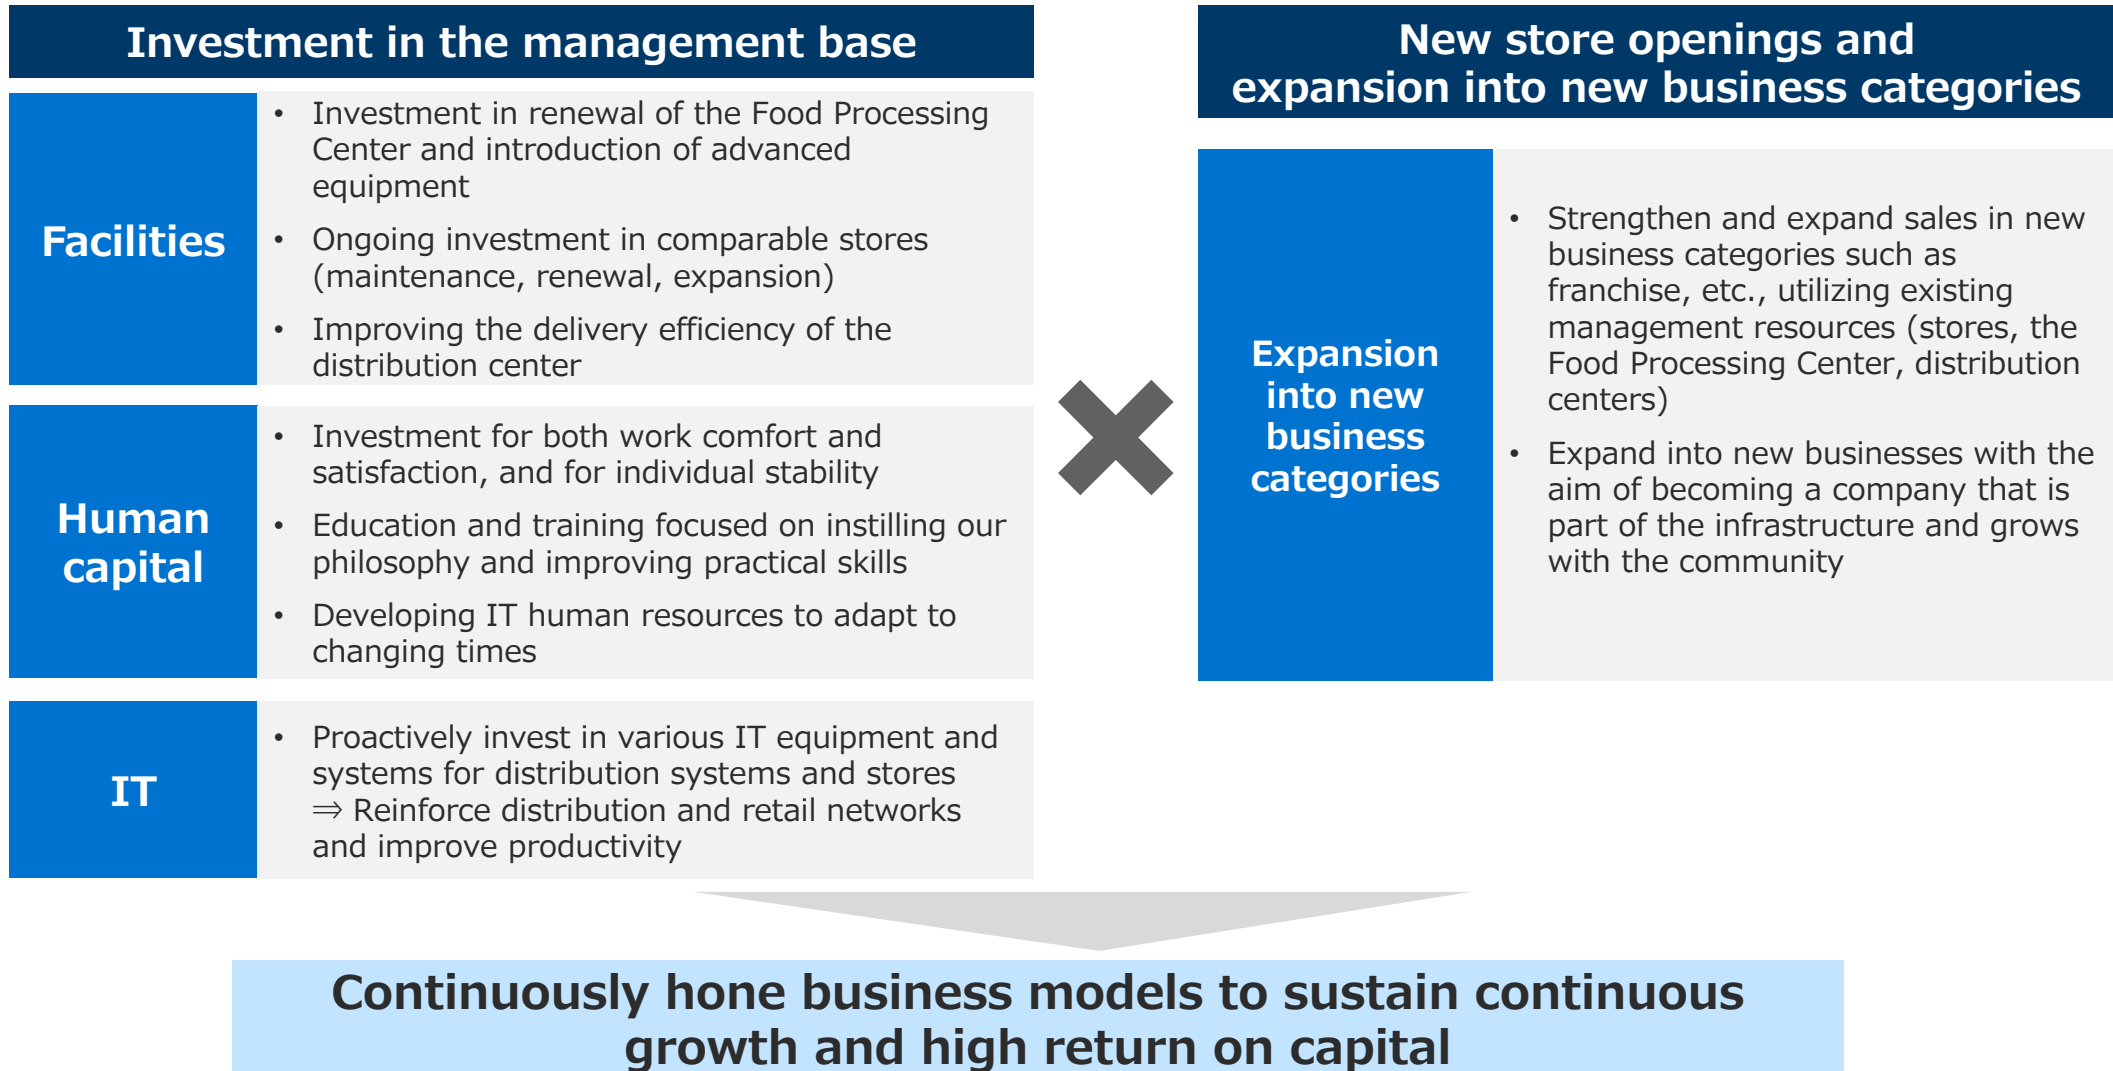 Investment in the management base
Facilities
• Investment in renewal of the Food Processing
Center and introduction of advanced
equipment
• Ongoing investment in comparable stores
(maintenance, renewal, expansion)
• Improving the delivery efficiency of the
distribution center
Human
capital
• Investment for both work comfort and
satisfaction, and for individual stability
• Education and training focused on instilling our
philosophy and improving practical skills
• Developing IT human resources to adapt to
changing times
IT
• Proactively invest in various IT equipment and
systems for distribution systems and stores
⇒ Reinforce distribution and retail networks
and improve productivity
New store openings and
expansion into new business categories
Expansion
into new
business
categories
• Strengthen and expand sales in new
business categories such as
franchise, etc., utilizing existing
management resources (stores, the
Food Processing Center, distribution
centers)
• Expand into new businesses with the
aim of becoming a company that is
part of the infrastructure and grows
with the community
Continuously hone business models to sustain continuous
growth and high return on capital